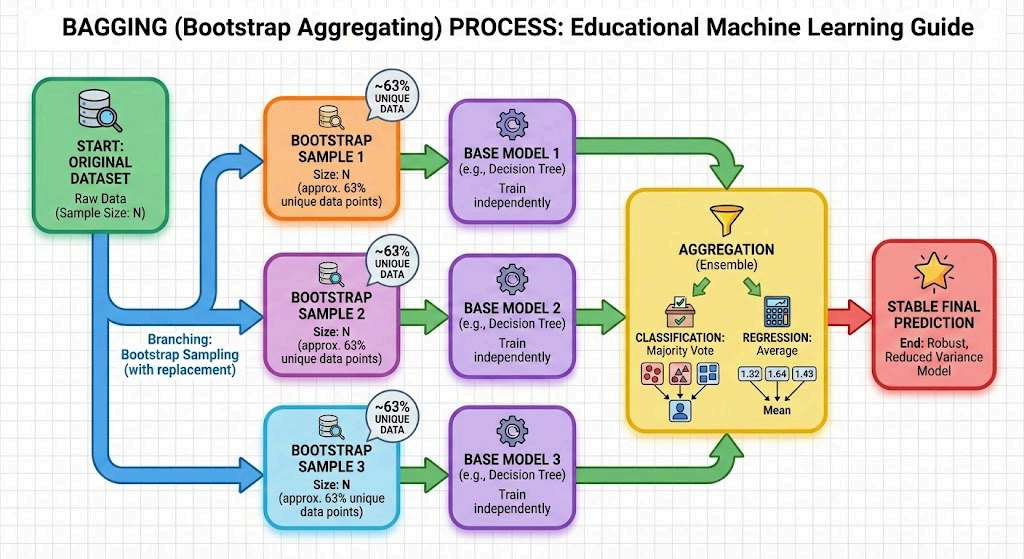 BAGGING (Bootstrap Aggregating) PROCESS: Educational Machine Learning Guide
START:
ORIGINAL
DATASET
Raw Data
(Sample Size: N)
Branching:
Bootstrap Sampling
(with replacement)
~63%
UNIQUE
DATA
BOOTSTRAP
SAMPLE 1
Size: N
(approx. 63%
unique data points)
BASE MODEL 1
(e.g., Decision Tree)
Train
independently
~63%
UNIQUE
DATA
BOOTSTRAP
SAMPLE 2
Size: N
(approx. 63%
unique data points)
BASE MODEL 2
(e.g., Decision Tree)
Train
independently
~63%
UNIQUE
DATA
BOOTSTRAP
SAMPLE 3
Size: N
(approx. 63% unique
data points)
BASE MODEL 3
(e.g., Decision Tree)
Train
independently
AGGREGATION
(Ensemble)
CLASSIFICATION:
Majority Vote
REGRESSION:
Average
1.32 1.64 1.43
Mean
STABLE FINAL
PREDICTION
End: Robust,
Reduced Variance
Model